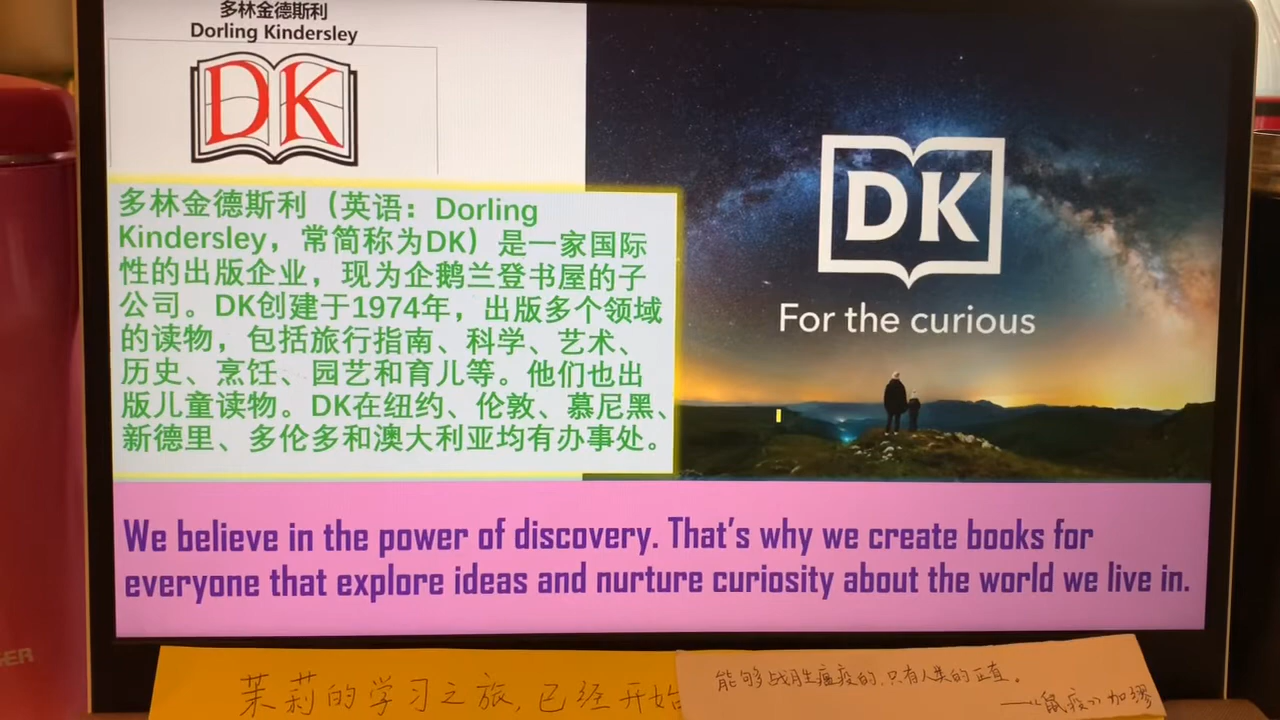 多林金德斯利
Dorling Kindersley
DK
多林金德斯利（英语：Dorling
Kindersley，常简称为DK）是一家国际
性的出版企业，现为企鹅兰登书屋的子
公司。DK创建于1974年，出版多个领域
的读物，包括旅行指南、科学、艺术、
历史、烹饪、园艺和育儿等。他们也出
版儿童读物。DK在纽约、伦敦、慕尼黑、
新德里、多伦多和澳大利亚均有办事处。
DK
For the curious
We believe in the power of discovery. That's why we create books for
everyone that explore ideas and nurture curiosity about the world we live in.
茉莉的学习之旅，已经开始
能够战胜瘟疫的，只有人类的正直。
——《鼠疫》加缪